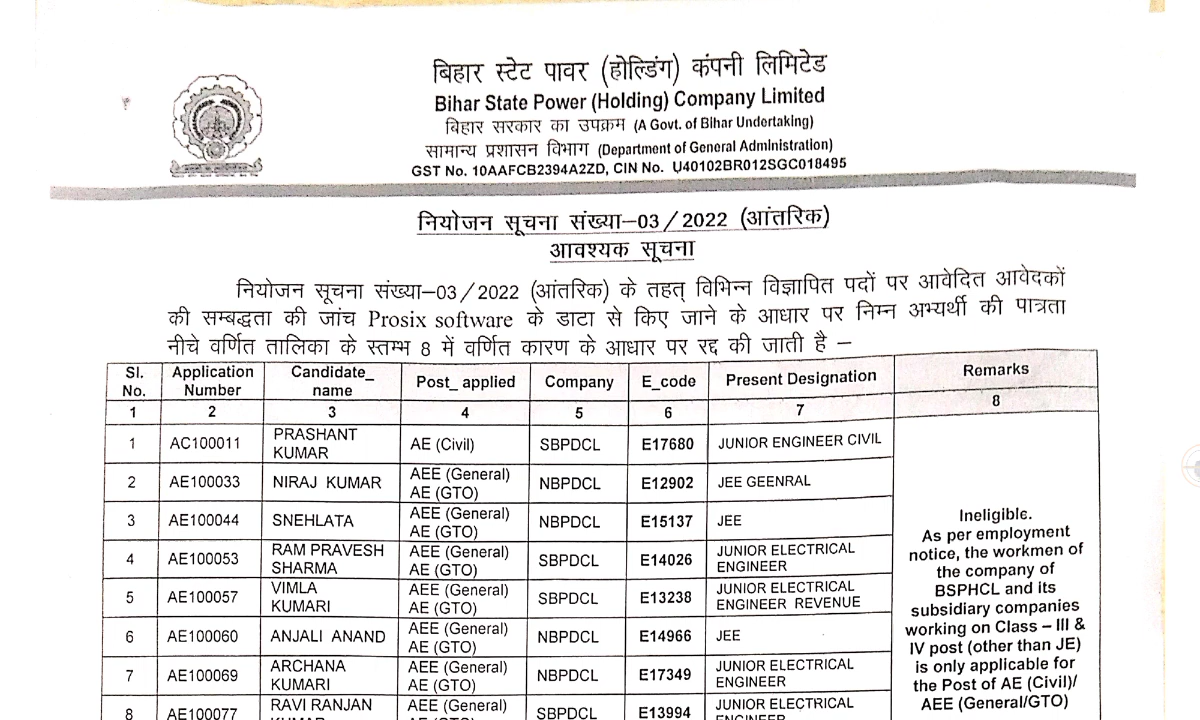 बिहार स्टेट पावर (होल्डिंग) कंपनी लिमिटेड
Bihar State Power (Holding) Company Limited
बिहार सरकार का उपक्रम (A Govt. of Bihar Undertaking)
सामान्य प्रशासन विभाग (Department of General Administration)
GST No. 10AAFCB2394A2ZD, CIN No. U40102BR012SGC018495
नियोजन सूचना संख्या–03/2022 (आंतरिक)
आवश्यक सूचना
नियोजन सूचना संख्या–03/2022 (आंतरिक) के तहत् विभिन्न विज्ञापित पदों पर आवेदित आवेदकों
की सम्बद्धता की जांच Prosix software के डाटा से किए जाने के आधार पर निम्न अभ्यर्थी की पात्रता
नीचे वर्णित तालिका के स्तम्भ 8 में वर्णित कारण के आधार पर रद्द की जाती है –
Sl. No. Application Number Candidate_ name Post_ applied Company E_code Present Designation Remarks
1 2 3 4 5 6 7 8
1 AC100011 PRASHANT KUMAR AE (Civil) SBPDCL E17680 JUNIOR ENGINEER CIVIL
2 AE100033 NIRAJ KUMAR AEE (General) AE (GTO) NBPDCL E12902 JEE GEENRAL
3 AE100044 SNEHLATA AEE (General) AE (GTO) NBPDCL E15137 JEE
4 AE100053 RAM PRAVESH SHARMA AEE (General) AE (GTO) SBPDCL E14026 JUNIOR ELECTRICAL ENGINEER
5 AE100057 VIMLA KUMARI AEE (General) AE (GTO) SBPDCL E13238 JUNIOR ELECTRICAL ENGINEER REVENUE
6 AE100060 ANJALI ANAND AEE (General) AE (GTO) NBPDCL E14966 JEE
7 AE100069 ARCHANA KUMARI AEE (General) AE (GTO) NBPDCL E17349 JUNIOR ELECTRICAL ENGINEER
8 AE100077 RAVI RANJAN AEE (General) SBPDCL E13994 JUNIOR ELECTRICAL
Ineligible.
As per employment
notice, the workmen of
the company of
BSPHCL and its
subsidiary companies
working on Class – III &
IV post (other than JE)
is only applicable for
the Post of AE (Civil)/
AEE (General/GTO)